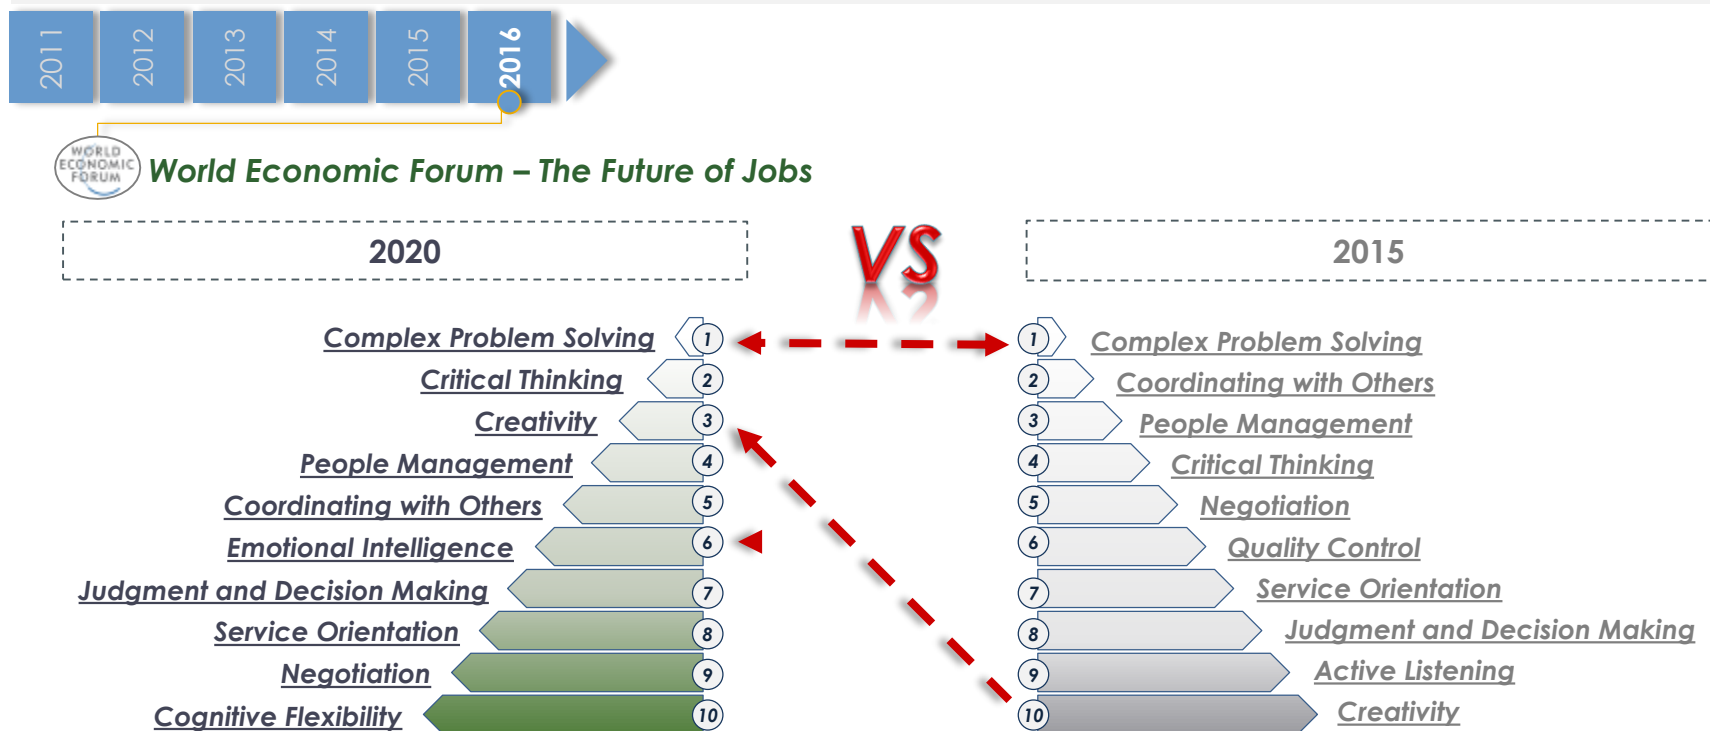 2011
2012
2013
2014
2015
2016
WORLD
ECONOMIC
FORUM
World Economic Forum – The Future of Jobs
2020
VS
2015
Complex Problem Solving 1
Critical Thinking 2
Creativity 3
People Management 4
Coordinating with Others 5
Emotional Intelligence 6
Judgment and Decision Making 7
Service Orientation 8
Negotiation 9
Cognitive Flexibility 10
1 Complex Problem Solving
2 Coordinating with Others
3 People Management
4 Critical Thinking
5 Negotiation
6 Quality Control
7 Service Orientation
8 Judgment and Decision Making
9 Active Listening
10 Creativity